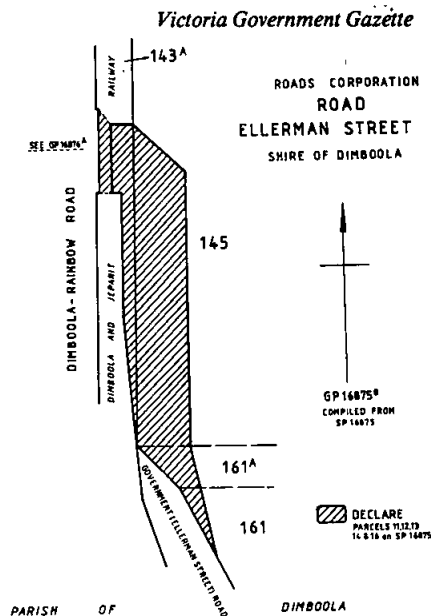 Victoria Government Gazette
143A
RAILWAY
ROADS CORPORATION
ROAD
ELLERMAN STREET
SHIRE OF DIMBOOLA
SEE GP 16874A
145
DIMBOOLA-RAINBOW ROAD
DIMBOOLA AND JEPARIT
GP 16875B
COMPILED FROM
SP 16875
161A
161
GOVERNMENT (ELLERMAN STREET) ROAD
DECLARE
PARCELS 11,12,13
14 & 16 on SP 16875
PARISH OF DIMBOOLA